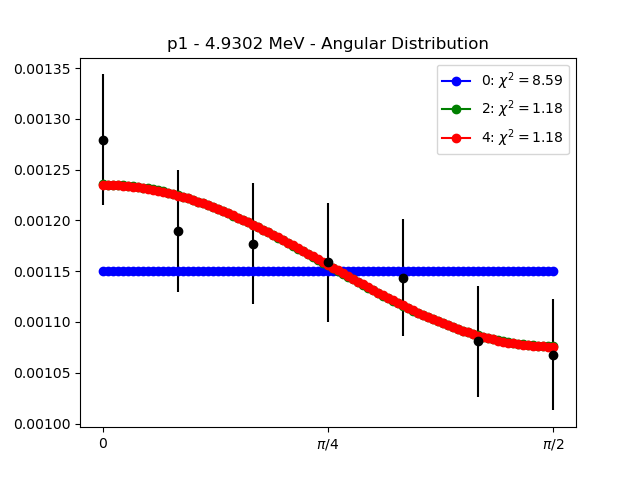 p1 - 4.9302 MeV - Angular Distribution
0.00135
0.00130
0.00125
0.00120
0.00115
0.00110
0.00105
0.00100
0: χ² = 8.59
2: χ² = 1.18
4: χ² = 1.18
0
π/4
π/2